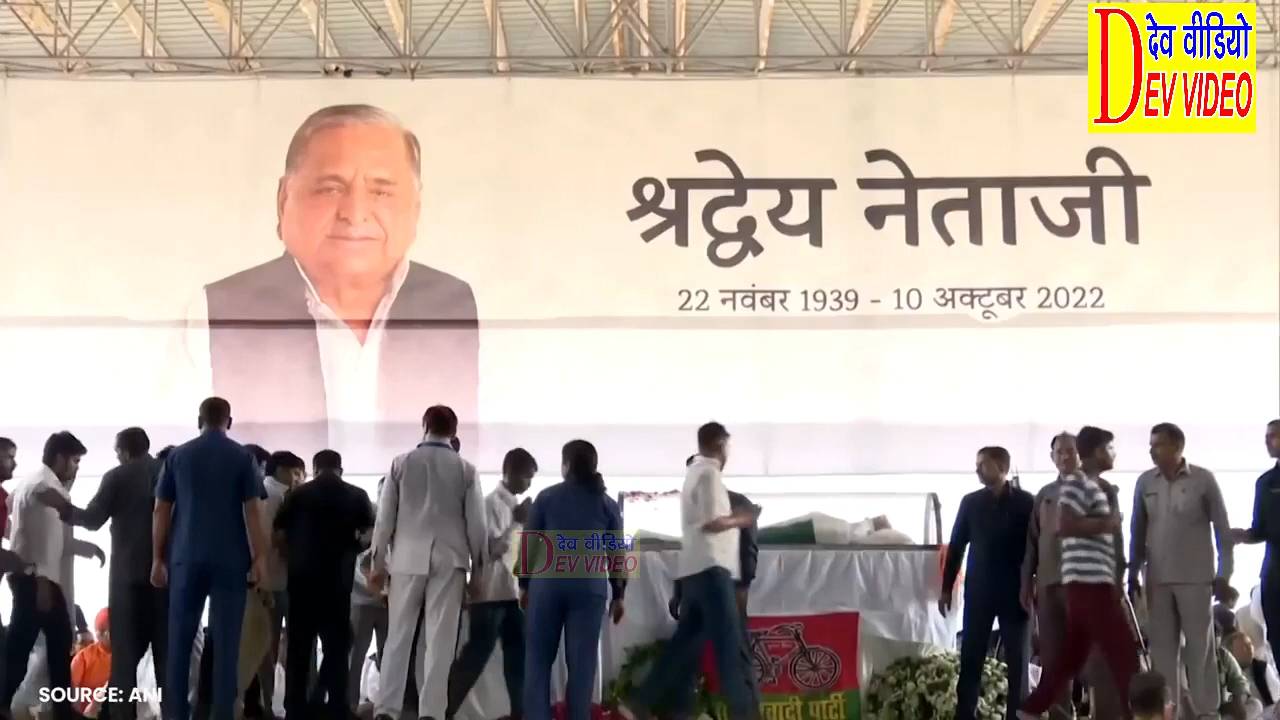 देव वीडियो
DEV VIDEO
श्रद्धेय नेताजी
22 नवंबर 1939 - 10 अक्टूबर 2022
देव वीडियो
DEV VIDEO
पार्टी
SOURCE: ANI